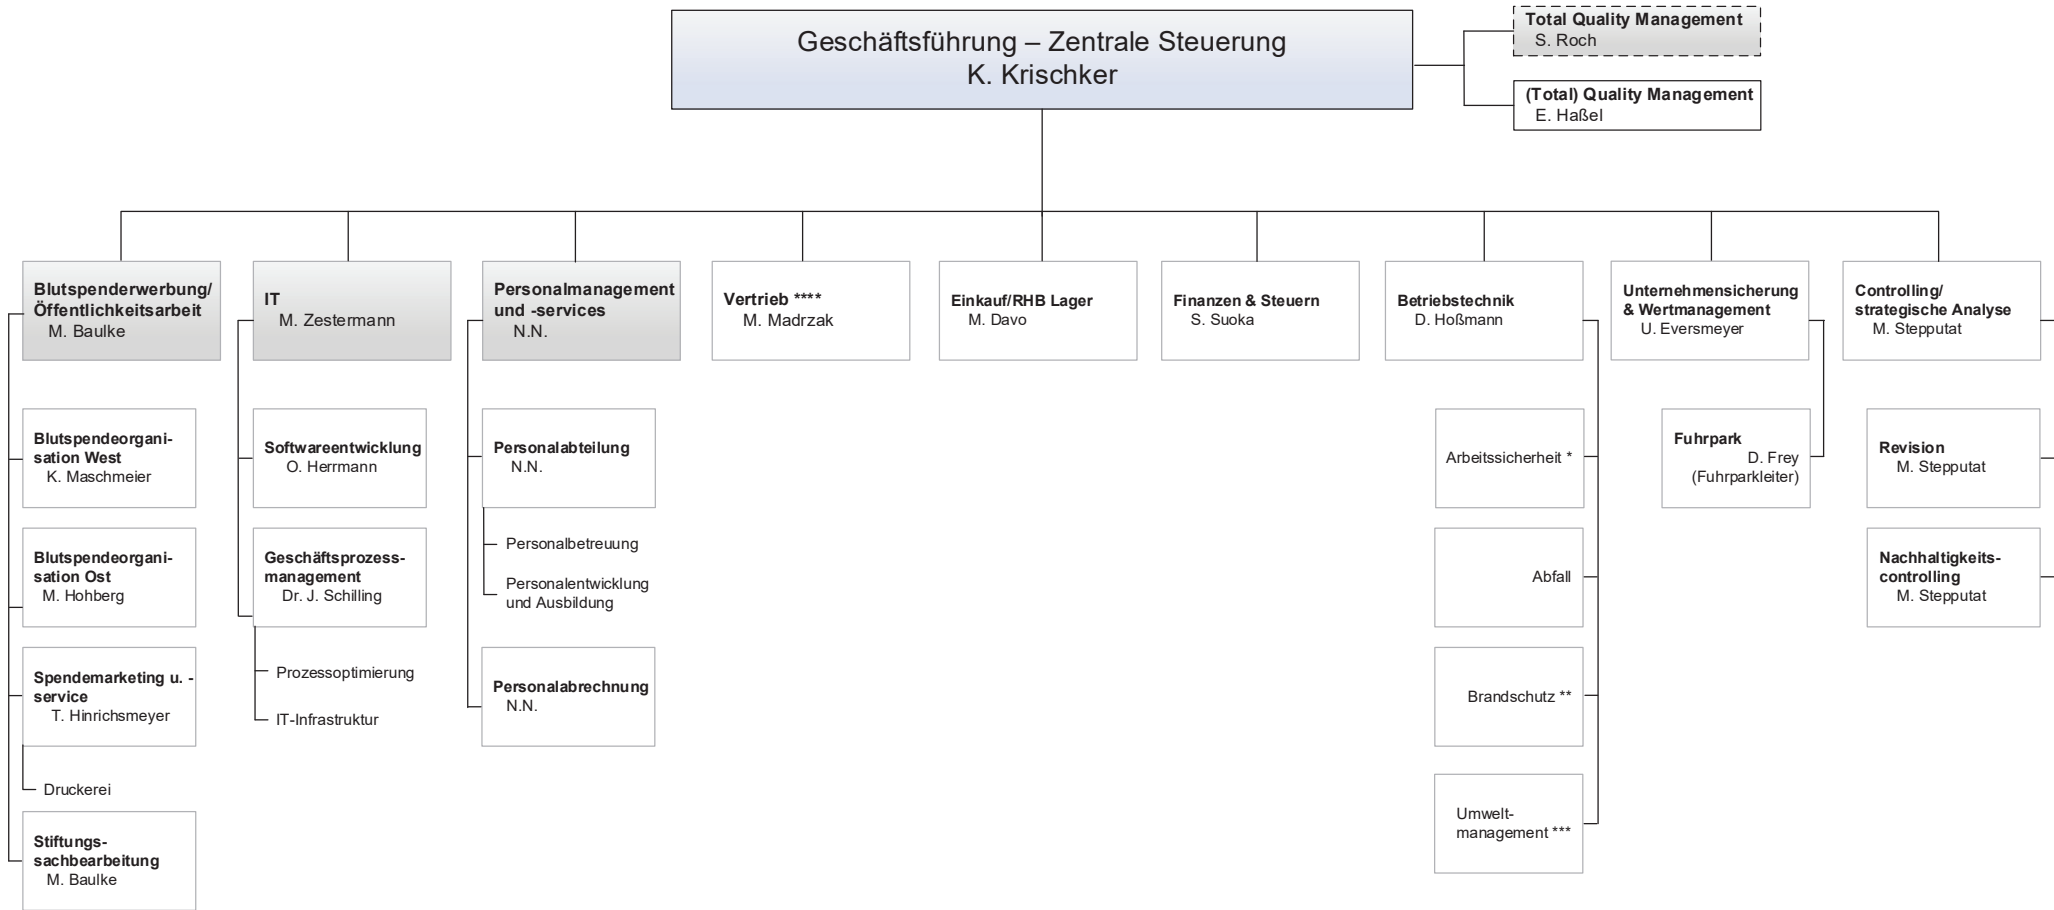 Geschäftsführung – Zentrale Steuerung
K. Krischker
Total Quality Management
S. Roch
(Total) Quality Management
E. Haßel
Blutspenderwerbung/
Öffentlichkeitsarbeit
M. Baulke
IT
M. Zestermann
Personalmanagement
und -services
N.N.
Vertrieb ****
M. Madrzak
Einkauf/RHB Lager
M. Davo
Finanzen & Steuern
S. Suoka
Betriebstechnik
D. Hoßmann
Unternehmensicherung
& Wertmanagement
U. Eversmeyer
Controlling/
strategische Analyse
M. Stepputat
Blutspendeorgani-
sation West
K. Maschmeier
Blutspendeorgani-
sation Ost
M. Hohberg
Spendemarketing u. -
service
T. Hinrichsmeyer
Druckerei
Stiftungs-
sachbearbeitung
M. Baulke
Softwareentwicklung
O. Herrmann
Geschäftsprozess-
management
Dr. J. Schilling
Prozessoptimierung
IT-Infrastruktur
Personalabteilung
N.N.
Personalbetreuung
Personalentwicklung
und Ausbildung
Personalabrechnung
N.N.
Arbeitssicherheit *
Abfall
Brandschutz **
Umwelt-
management ***
Fuhrpark
D. Frey
(Fuhrparkleiter)
Revision
M. Stepputat
Nachhaltigkeits-
controlling
M. Stepputat